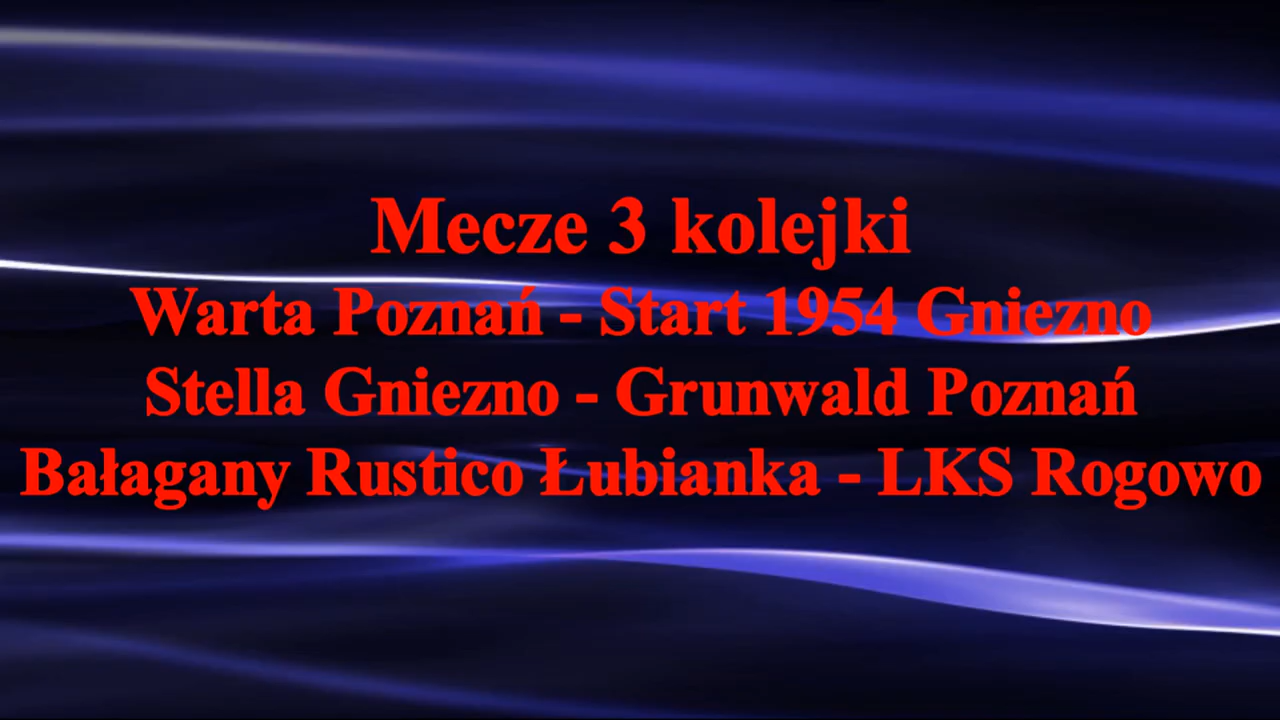 Mecze 3 kolejki
Warta Poznań - Start 1954 Gniezno
Stella Gniezno - Grunwald Poznań
Bałagany Rustico Łubianka - LKS Rogowo